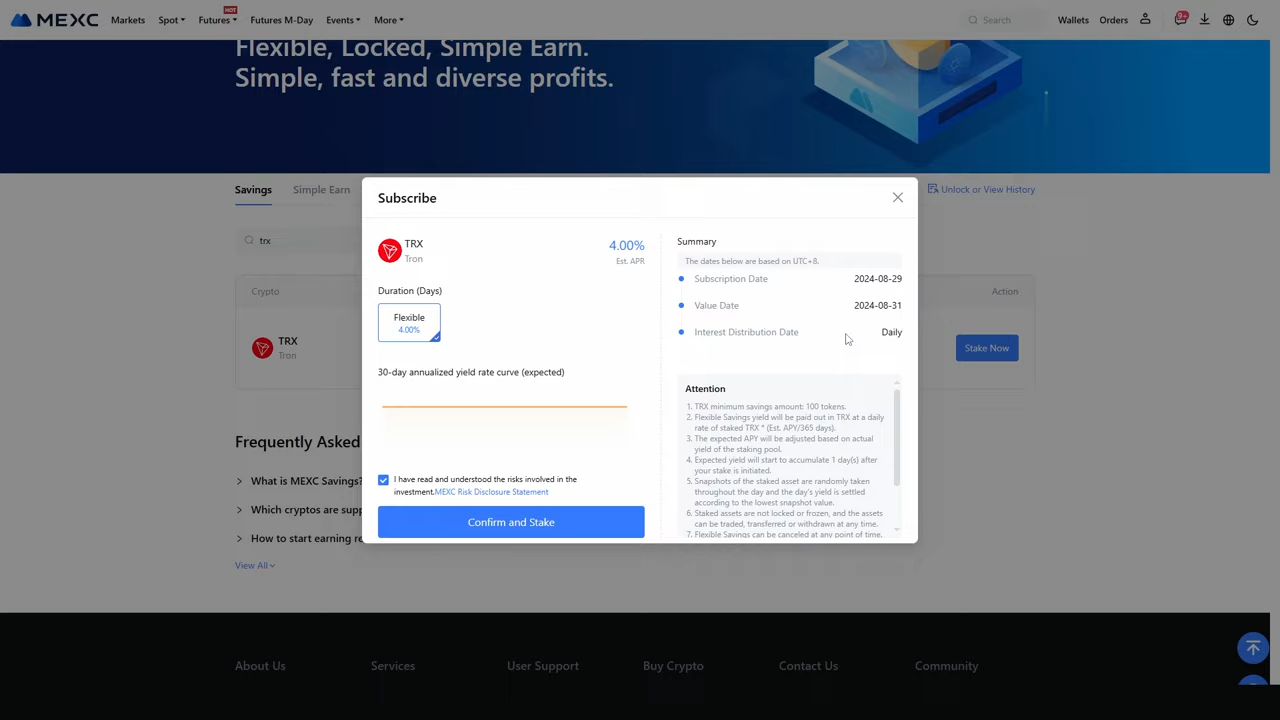 MEXC Markets Spot Futures HOT Futures M-Day Events More Search Wallets Orders 9+
Flexible, Locked, Simple Earn.
Simple, fast and diverse profits.
Savings Simple Earn Unlock or View History
trx
Crypto Action
TRX
Tron
Stake Now
Frequently Asked
What is MEXC Savings?
Which cryptos are supp
How to start earning re
View All
Subscribe
TRX
Tron
4.00%
Est. APR
Duration (Days)
Flexible
4.00%
30-day annualized yield rate curve (expected)
I have read and understood the risks involved in the
investment.MEXC Risk Disclosure Statement
Confirm and Stake
Summary
The dates below are based on UTC+8.
Subscription Date 2024-08-29
Value Date 2024-08-31
Interest Distribution Date Daily
Attention
1. TRX minimum savings amount: 100 tokens.
2. Flexible Savings yield will be paid out in TRX at a daily
rate of staked TRX * (Est. APY/365 days).
3. The expected APY will be adjusted based on actual
yield of the staking pool.
4. Expected yield will start to accumulate 1 day(s) after
your stake is initiated.
5. Snapshots of the staked asset are randomly taken
throughout the day and the day's yield is settled
according to the lowest snapshot value.
6. Staked assets are not locked or frozen, and the assets
can be traded, transferred or withdrawn at any time.
7. Flexible Savings can be canceled at any point of time.
About Us Services User Support Buy Crypto Contact Us Community